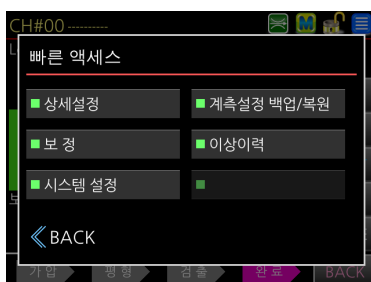 CH#00 ----------
M
빠른 액세스
상세설정
계측설정 백업/복원
보 정
이상이력
시스템 설정
BACK
가 압 평 형 검 출 완 료 BACK